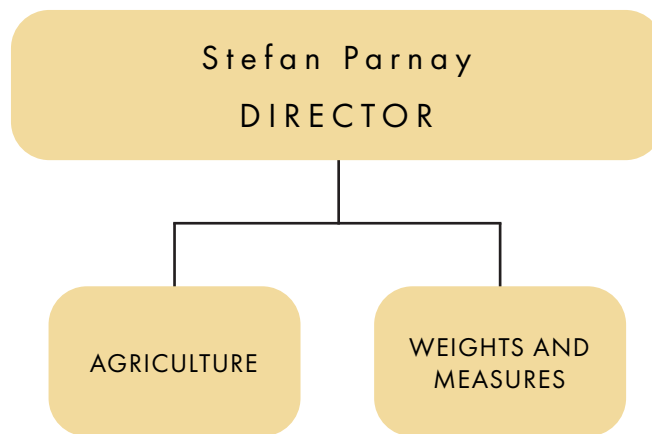 Stefan Parnay
DIRECTOR
AGRICULTURE
WEIGHTS AND
MEASURES